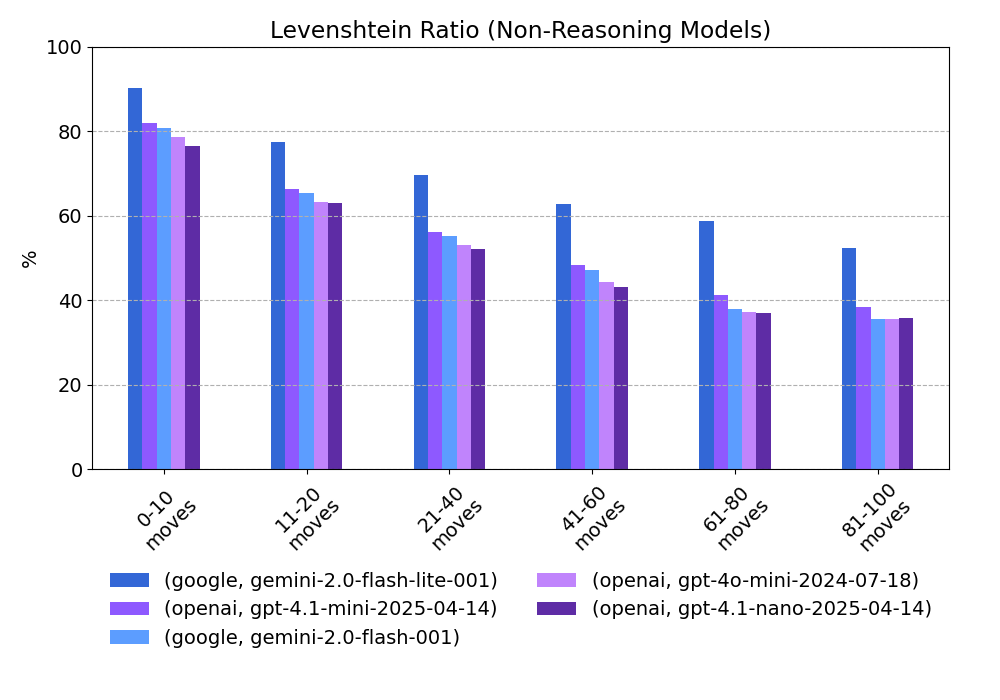 Levenshtein Ratio (Non-Reasoning Models)
100
80
60
40
20
0
%
0-10
moves
11-20
moves
21-40
moves
41-60
moves
61-80
moves
81-100
moves
(google, gemini-2.0-flash-lite-001)
(openai, gpt-4.1-mini-2025-04-14)
(google, gemini-2.0-flash-001)
(openai, gpt-4o-mini-2024-07-18)
(openai, gpt-4.1-nano-2025-04-14)